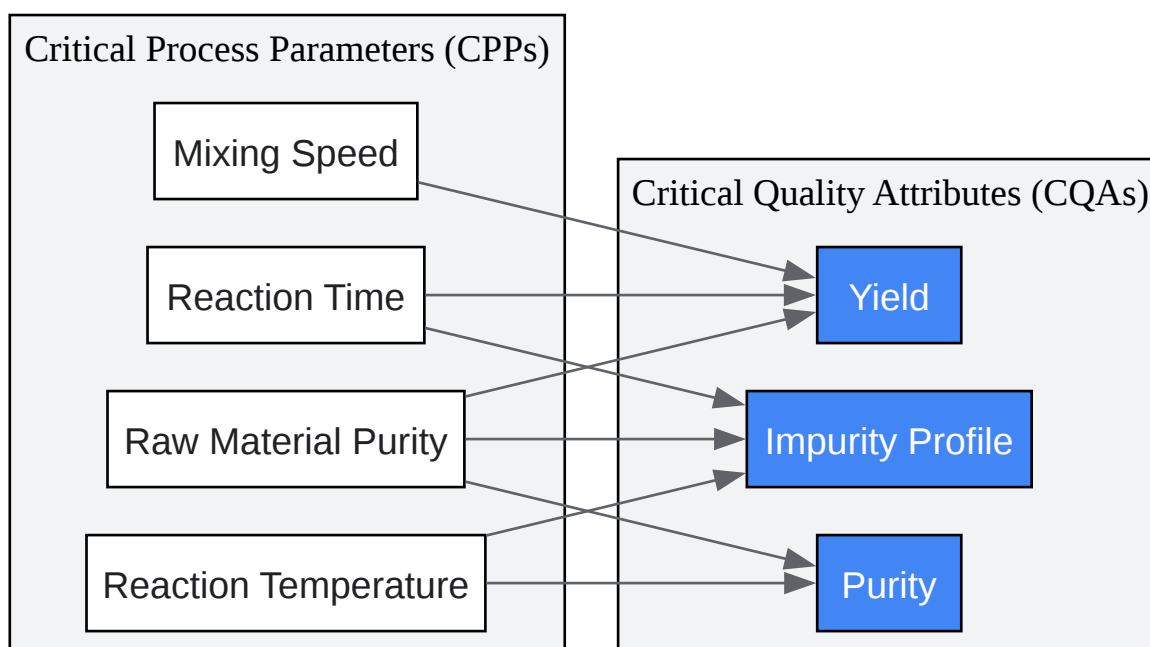 Critical Process Parameters (CPPs)
Mixing Speed
Reaction Time
Raw Material Purity
Reaction Temperature
Critical Quality Attributes (CQAs)
Yield
Impurity Profile
Purity